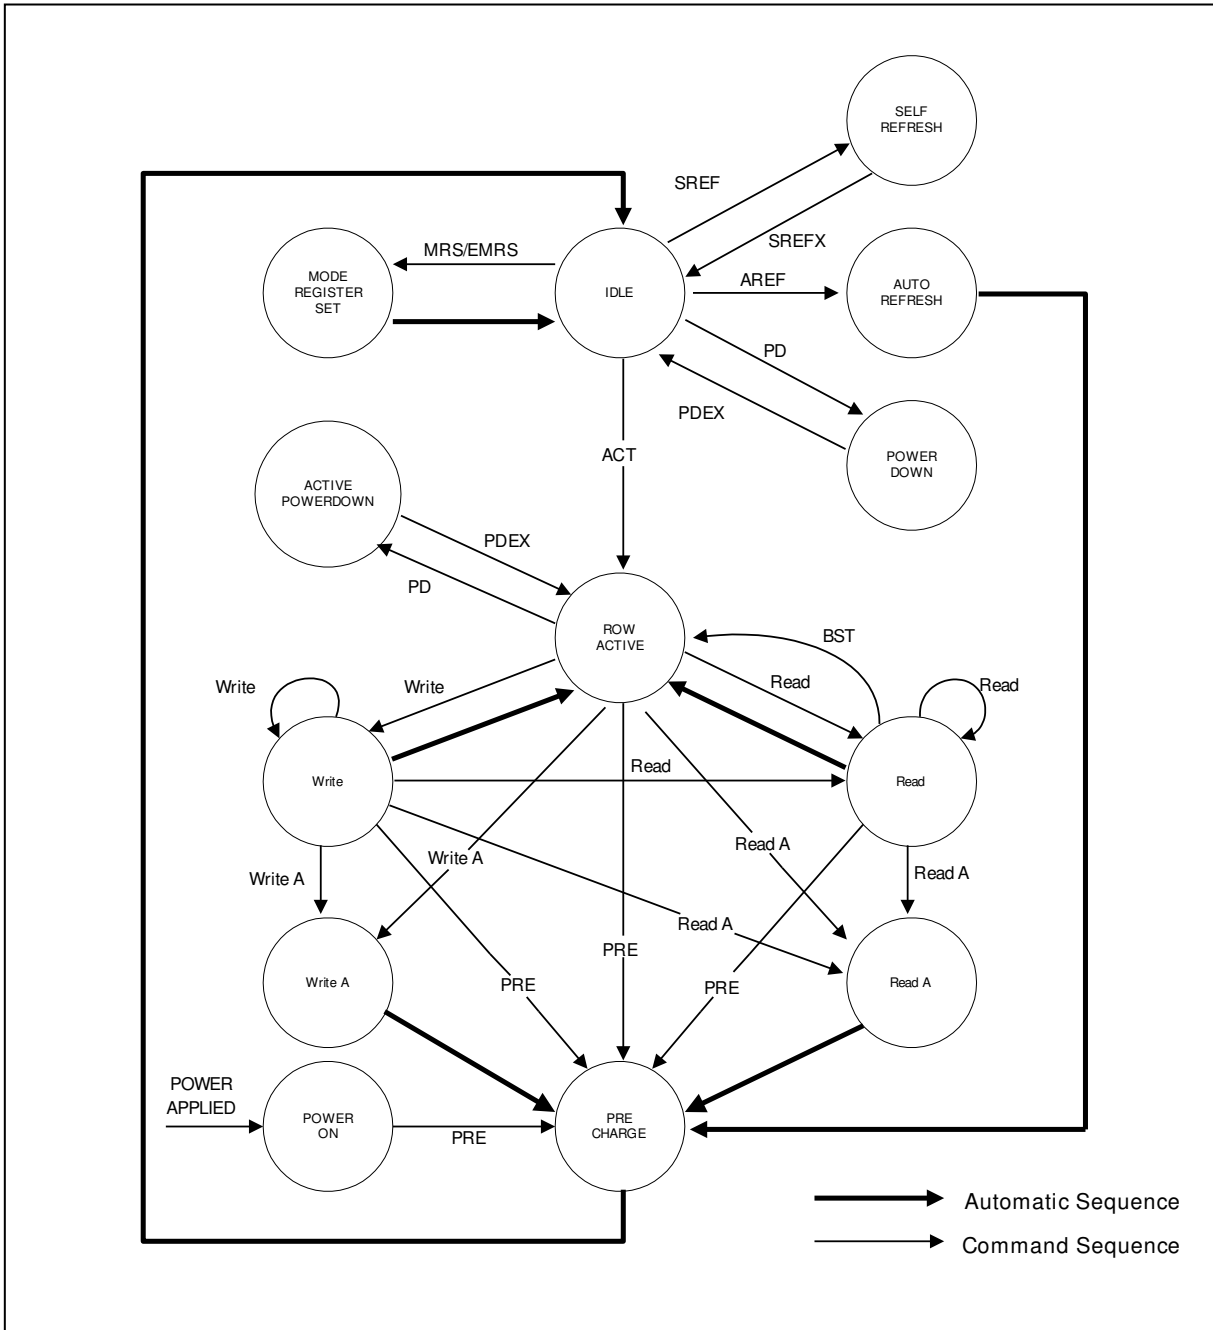 SELF
REFRESH
SREF
SREFX
MRS/EMRS
MODE
REGISTER
SET
IDLE
AREF
AUTO
REFRESH
PD
PDEX
POWER
DOWN
ACT
ACTIVE
POWERDOWN
PDEX
PD
ROW
ACTIVE
BST
Write
Write
Read
Read
Write
Read
Read
Write A
Write A
Read A
Read A
Read A
PRE
PRE
PRE
Write A
Read A
POWER
APPLIED
POWER
ON
PRE
PRE
CHARGE
Automatic Sequence
Command Sequence